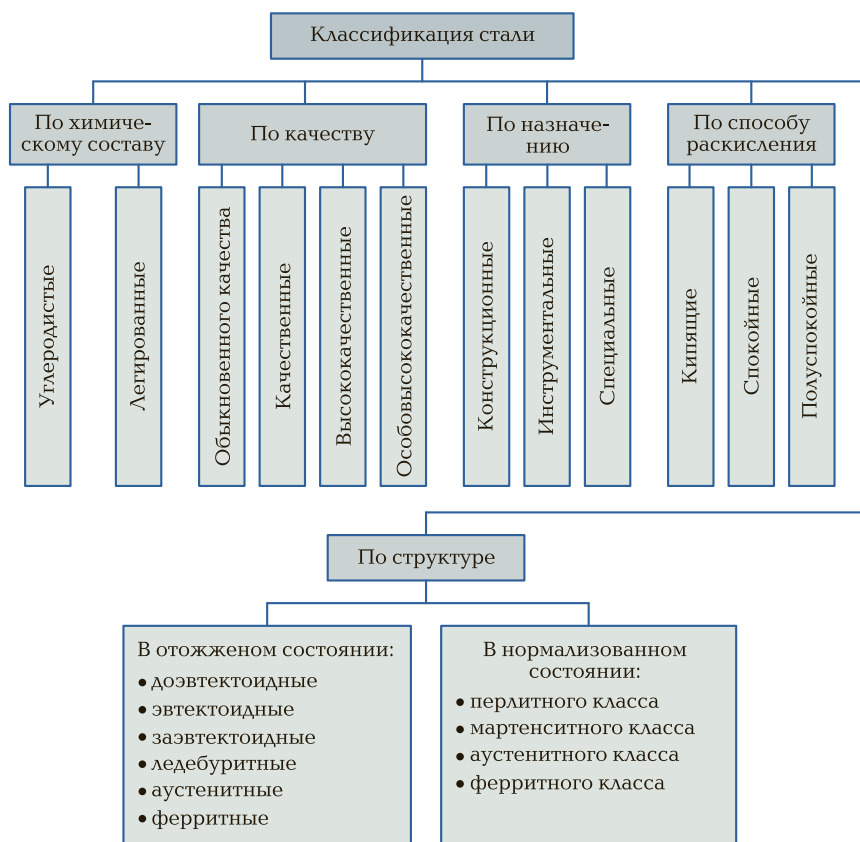 Классификация стали
По химиче-
скому составу
По качеству
По назначе-
нию
По способу
раскисления
Углеродистые
Легированные
Обыкновенного качества
Качественные
Высококачественные
Особовысококачественные
Конструкционные
Инструментальные
Специальные
Кипящие
Спокойные
Полуспокойные
По структуре
В отожженом состоянии:
• доэвтектоидные
• эвтектоидные
• заэвтектоидные
• ледебуритные
• аустенитные
• ферритные
В нормализованном
состоянии:
• перлитного класса
• мартенситного класса
• аустенитного класса
• ферритного класса